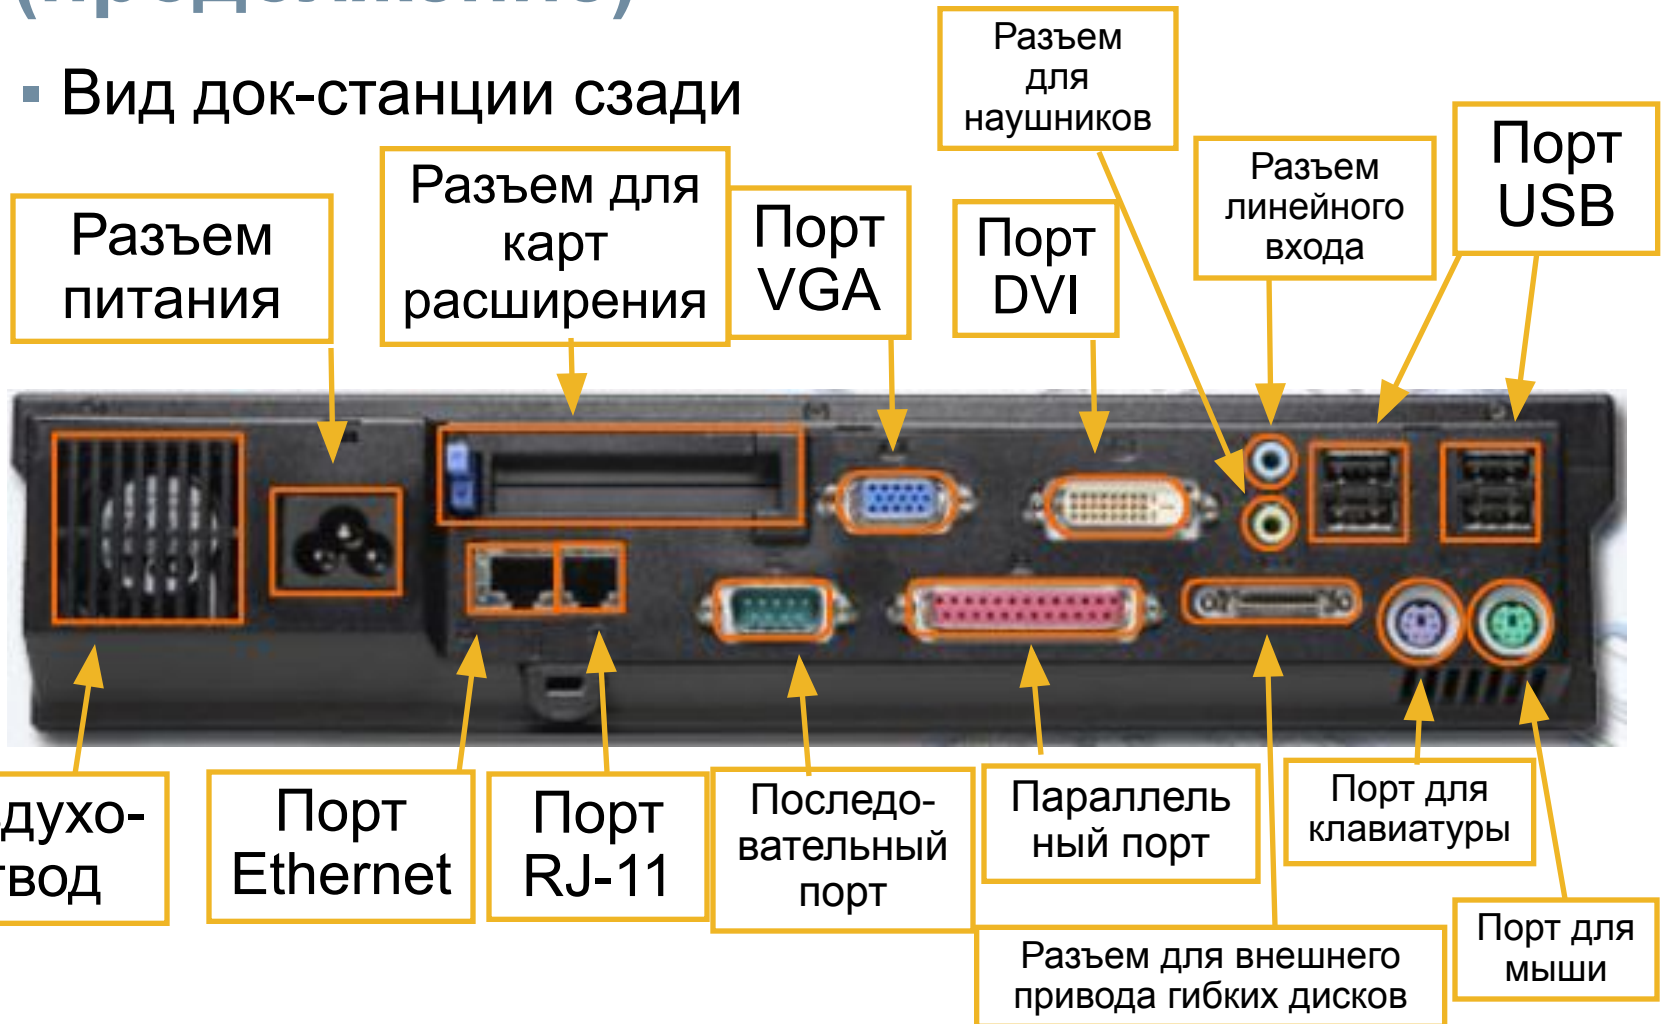 (продолжение)
Вид док-станции сзади
Разъем
для
наушников
Порт
USB
Разъем
линейного
входа
Разъем для
карт
расширения
Порт
VGA
Порт
DVI
Разъем
питания
духо-
твод
Порт
Ethernet
Порт
RJ-11
Последо-
вательный
порт
Параллель
ный порт
Порт для
клавиатуры
Порт для
мыши
Разъем для внешнего
привода гибких дисков